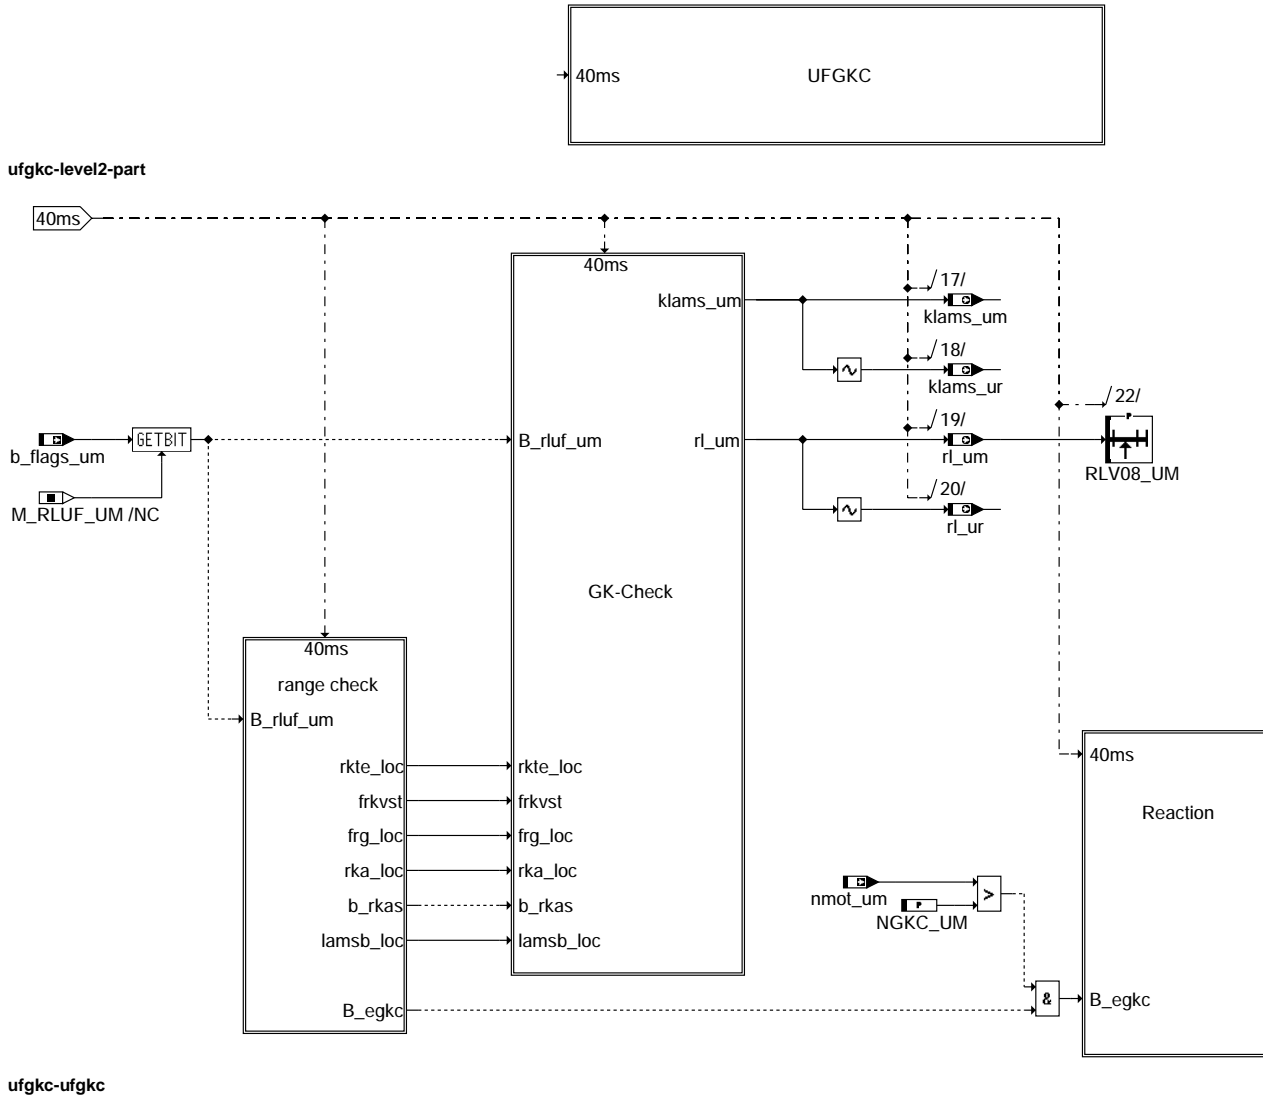 40ms
UFGKC
ufgkc-level2-part
40ms
40ms
klams_um
17/
klams_um
18/
klams_ur
22/
b_flags_um
GETBIT
B_rluf_um
rl_um
19/
rl_um
P
RLV08_UM
M_RLUF_UM /NC
20/
rl_ur
GK-Check
40ms
range check
B_rluf_um
rkte_loc
rkte_loc
40ms
frkvst
frkvst
Reaction
frg_loc
frg_loc
rka_loc
rka_loc
nmot_um
>
b_rkas
b_rkas
P
NGKC_UM
lamsb_loc
lamsb_loc
B_egkc
&
B_egkc
ufgkc-ufgkc